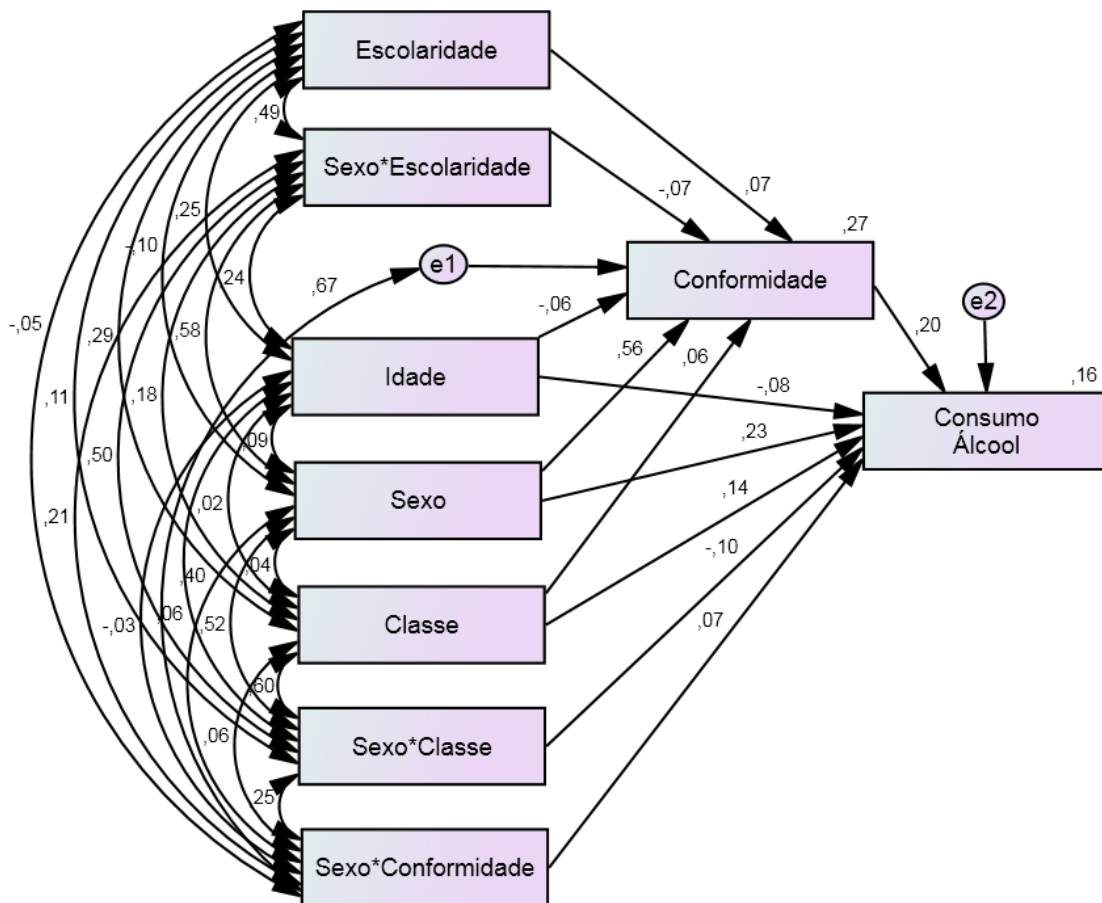 Escolaridade
,49
Sexo*Escolaridade
-,07
,07
,25
-,10
,27
,24
e1
Conformidade
,67
-,06
e2
-,05
,29
,58
,20
,56
,06
Idade
,16
-,08
,11
,18
Consumo
Álcool
,09
,23
,50
Sexo
,14
,02
,21
-,10
,04
,40
Classe
-,03
,06
,52
,07
,60
,06
Sexo*Classe
,25
Sexo*Conformidade